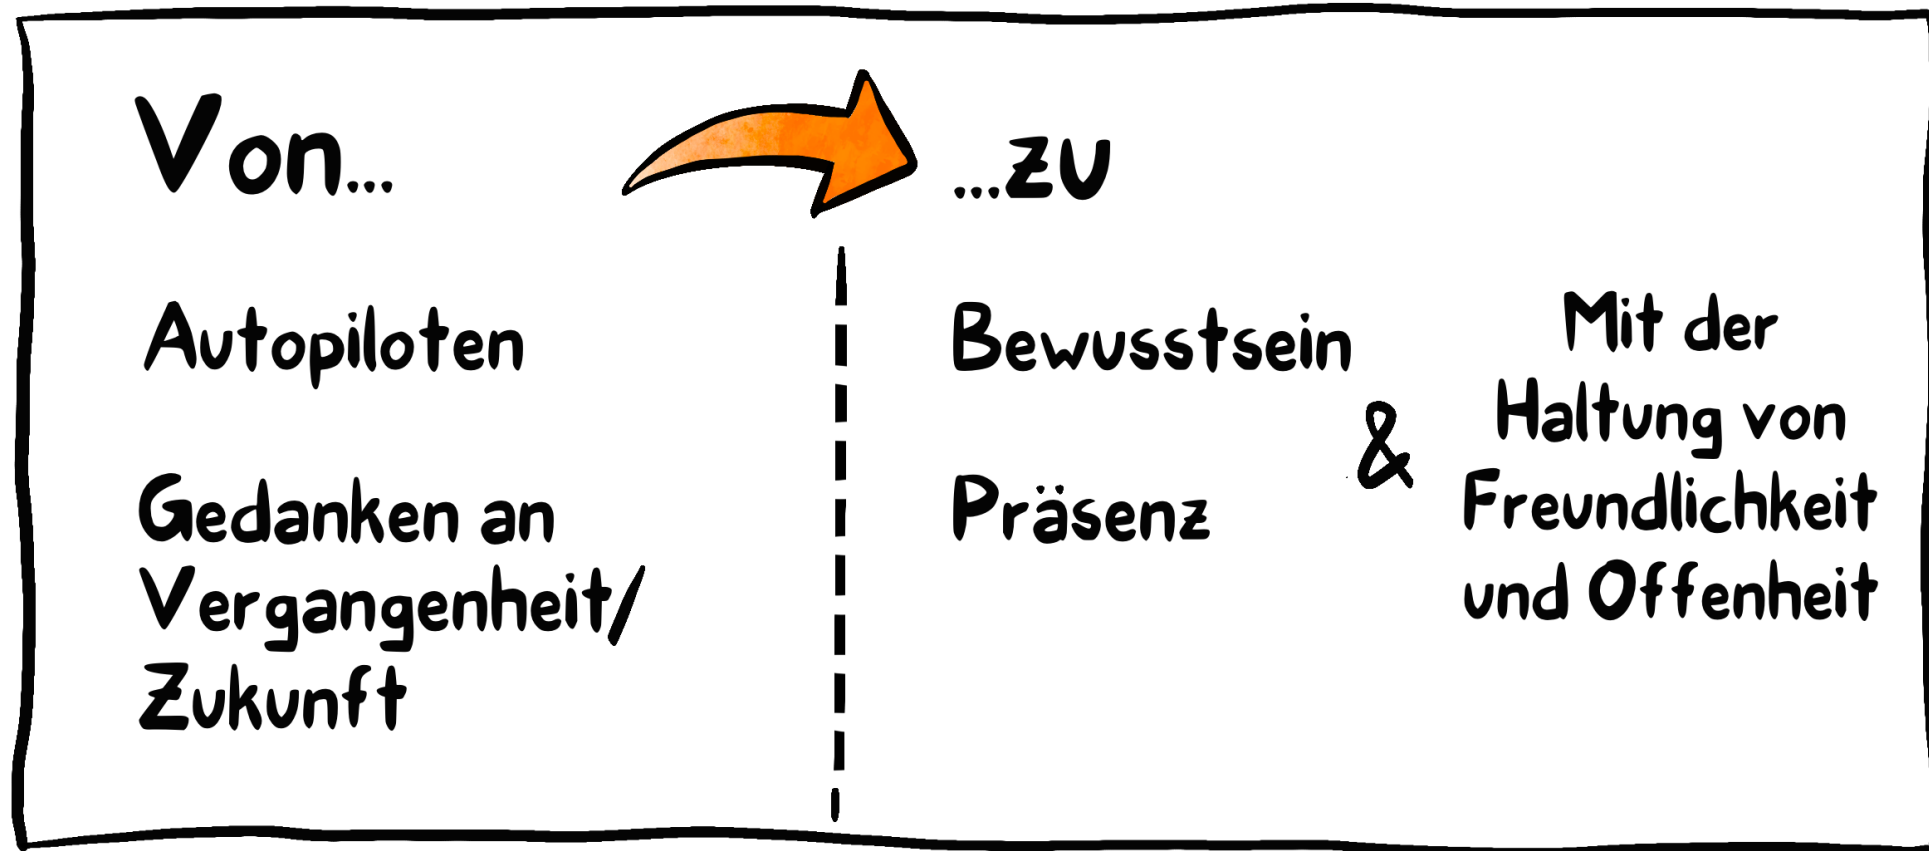 Von...
...zu
Autopiloten
Gedanken an
Vergangenheit/
Zukunft
Bewusstsein
Präsenz
&
Mit der
Haltung von
Freundlichkeit
und Offenheit